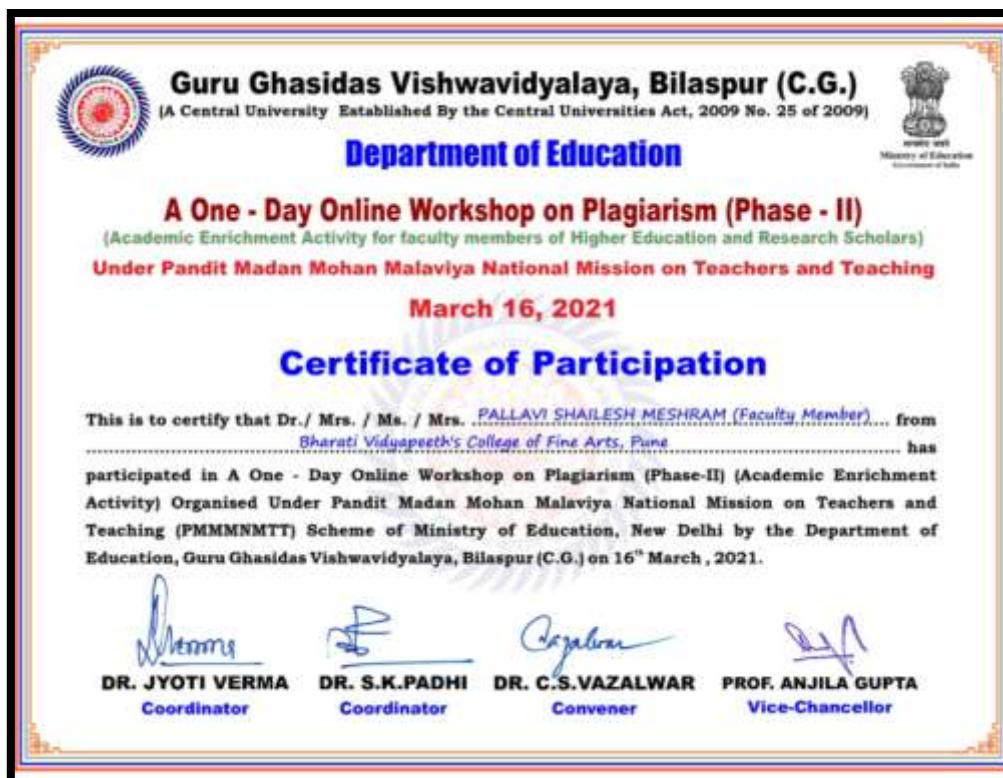 Guru Ghasidas Vishwavidyalaya, Bilaspur (C.G.)
(A Central University Established By the Central Universities Act, 2009 No. 25 of 2009)
Department of Education
सत्यमेव जयते
Ministry of Education
Government of India
A One - Day Online Workshop on Plagiarism (Phase - II)
(Academic Enrichment Activity for faculty members of Higher Education and Research Scholars)
Under Pandit Madan Mohan Malaviya National Mission on Teachers and Teaching
March 16, 2021
Certificate of Participation
This is to certify that Dr./ Mrs. / Ms. / Mrs. PALLAVI SHAILESH MESHRAM (Faculty Member) from
Bharati Vidyapeeth's College of Fine Arts, Pune has
participated in A One - Day Online Workshop on Plagiarism (Phase-II) (Academic Enrichment
Activity) Organised Under Pandit Madan Mohan Malaviya National Mission on Teachers and
Teaching (PMMMNMTT) Scheme of Ministry of Education, New Delhi by the Department of
Education, Guru Ghasidas Vishwavidyalaya, Bilaspur (C.G.) on 16th March , 2021.
DR. JYOTI VERMA DR. S.K.PADHI DR. C.S.VAZALWAR PROF. ANJILA GUPTA
Coordinator Coordinator Convener Vice-Chancellor